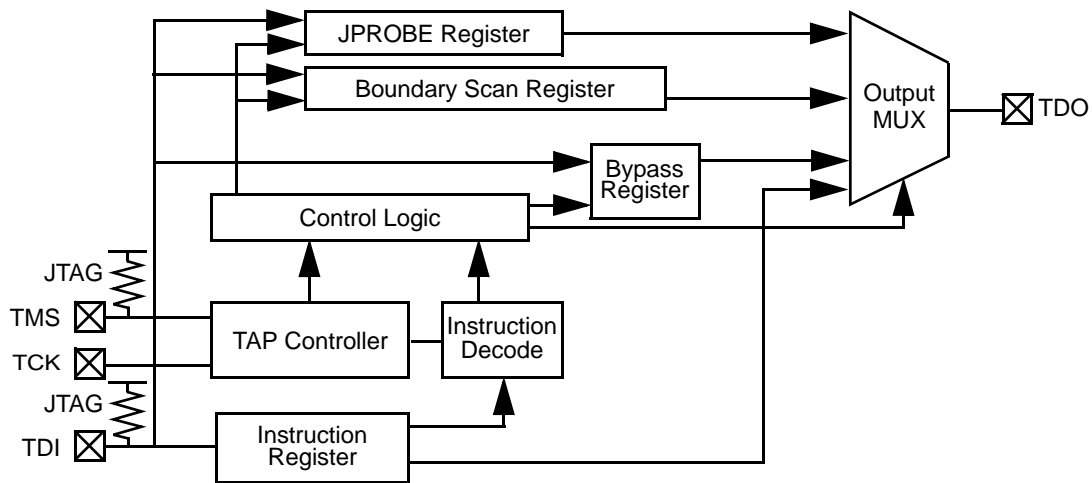 JPROBE Register
Boundary Scan Register
Output
MUX
TDO
Bypass
Register
Control Logic
JTAG
TMS
TAP Controller
Instruction
Decode
TCK
JTAG
TDI
Instruction
Register